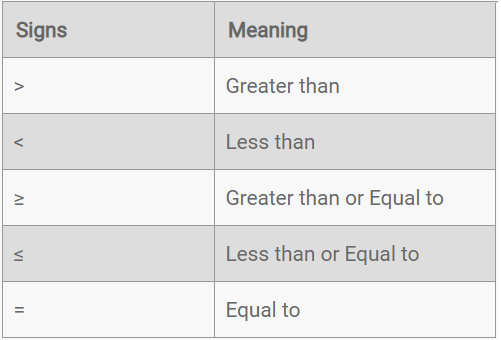 Signs Meaning
> Greater than
< Less than
≥ Greater than or Equal to
≤ Less than or Equal to
= Equal to